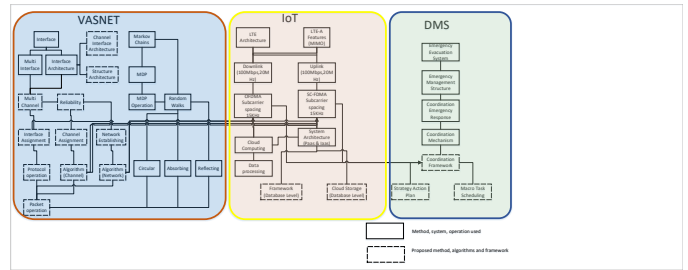 VASNET
IoT
DMS
Interface
Channel
Interface
Architecture
Markov
Chains
LTE
Architecture
LTE-A
Features
(MIMO)
Emergency
Evacuation
System
Multi
Interface
Interface
Architecture
Structure
Architecture
MDP
Downlink
(100Mbps,20M
Hz)
Uplink
(100Mbps,20M
Hz)
Emergency
Management
Structure
Multi
Channel
Reliability
MDP
Operation
Random
Walks
OFDMA
Subcarrier
spacing
15KHz
SC-FDMA
Subcarrier
spacing
15KHz
Coordination
Emergency
Response
Interface
Assignment
Channel
Assignment
Network
Establishing
Cloud
Computing
System
Architecture
(Paas & Iaas)
Coordination
Mechanism
Protocol
operation
Algorithm
(Channel)
Algorithm
(Network)
Circular
Absorbing
Reflecting
Data
processing
Coordination
Framework
Packet
operation
Framework
(Database Level)
Cloud Storage
(Database Level)
Strategy Action
Plan
Macro Task
Scheduling
Method, system, operation used
Proposed method, algorithms and framework